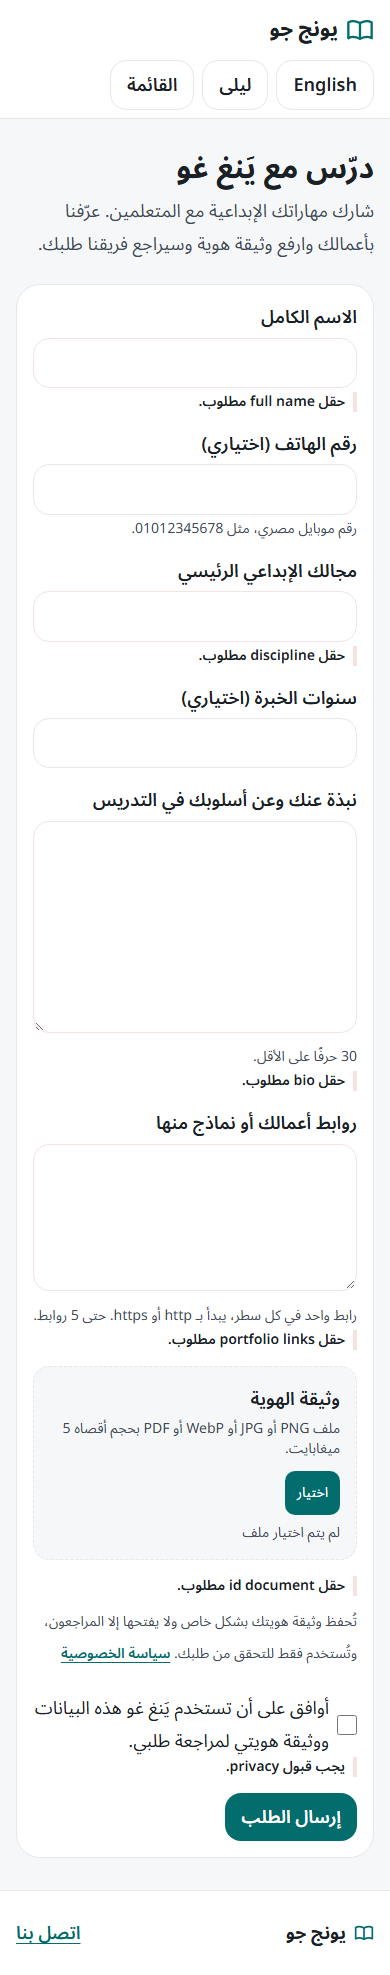 يونج جو
English
ليلى
القائمة
درّس مع يَنغ غو
شارك مهاراتك الإبداعية مع المتعلمين. عرّفنا
بأعمالك وارفع وثيقة هوية وسيراجع فريقنا طلبك.
الاسم الكامل
حقل full name مطلوب.
رقم الهاتف (اختياري)
رقم موبايل مصري، مثل 01012345678.
مجالك الإبداعي الرئيسي
حقل discipline مطلوب.
سنوات الخبرة (اختياري)
نبذة عنك وعن أسلوبك في التدريس
30 حرفًا على الأقل.
حقل bio مطلوب.
روابط أعمالك أو نماذج منها
رابط واحد في كل سطر، يبدأ بـ http أو https. حتى 5 روابط.
حقل portfolio links مطلوب.
وثيقة الهوية
ملف PNG أو JPG أو WebP أو PDF بحجم أقصاه 5
ميغابايت.
اختيار
لم يتم اختيار ملف
حقل id document مطلوب.
تُحفظ وثيقة هويتك بشكل خاص ولا يفتحها إلا المراجعون،
وتُستخدم فقط للتحقق من طلبك. سياسة الخصوصية
أوافق على أن تستخدم يَنغ غو هذه البيانات
ووثيقة هويتي لمراجعة طلبي.
يجب قبول privacy.
إرسال الطلب
يونج جو
اتصل بنا